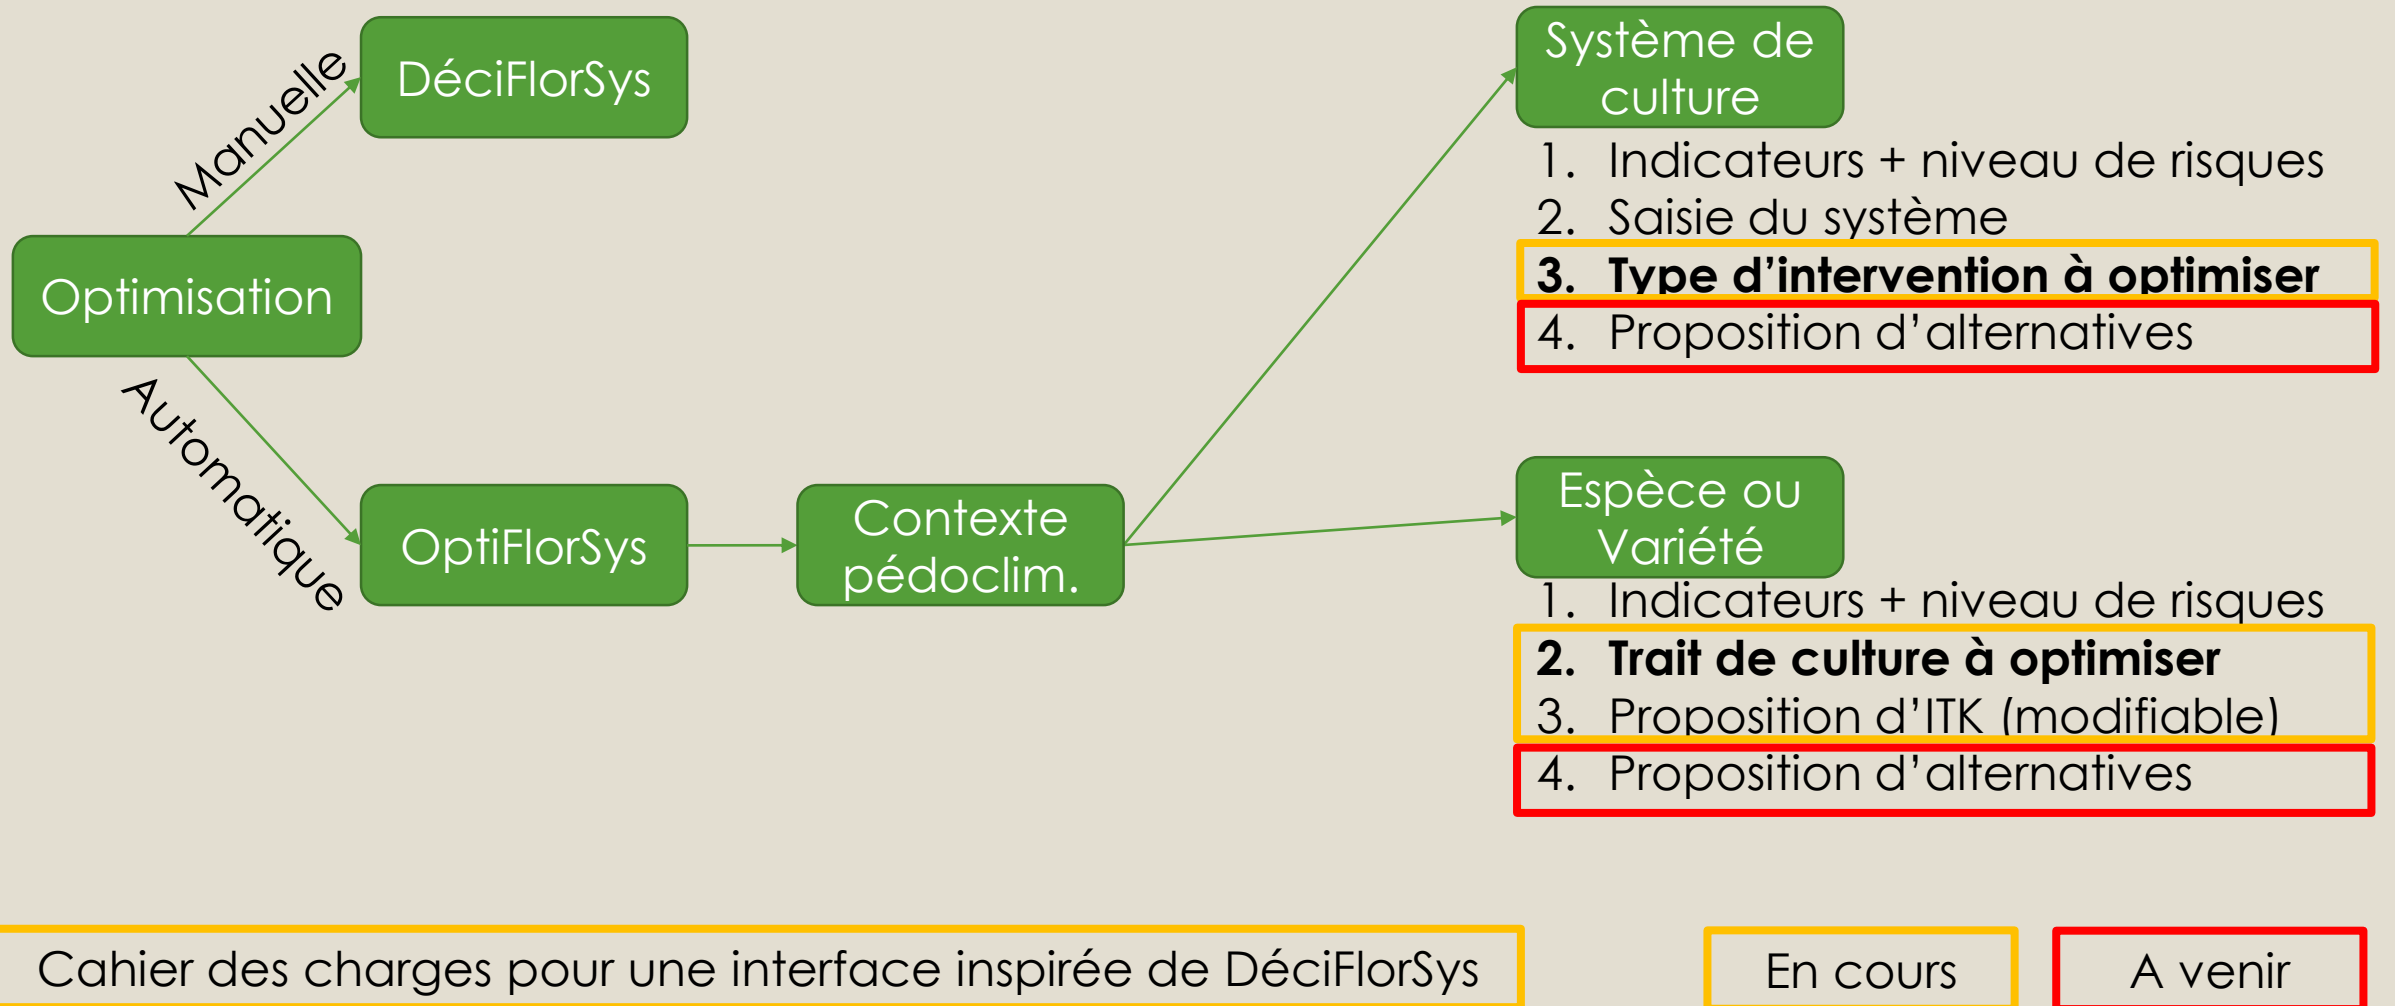 Manuelle
DéciFlorSys
Optimisation
Automatique
OptiFlorSys
Contexte
pédoclim.
Système de
culture
1. Indicateurs + niveau de risques
2. Saisie du système
3. Type d’intervention à optimiser
4. Proposition d’alternatives
Espèce ou
Variété
1. Indicateurs + niveau de risques
2. Trait de culture à optimiser
3. Proposition d’ITK (modifiable)
4. Proposition d’alternatives
Cahier des charges pour une interface inspirée de DéciFlorSys
En cours
A venir